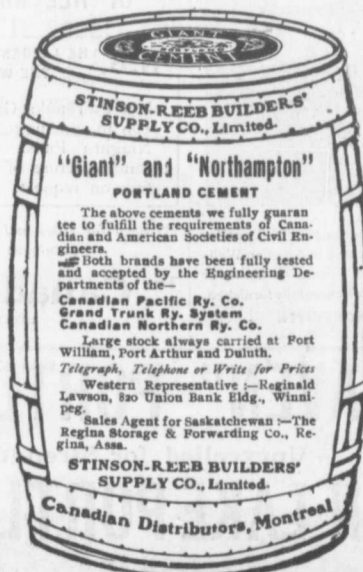 GIANT
CEMENT
STINSON-REEB BUILDERS'
SUPPLY CO., Limited.
"Giant" and "Northampton"
PORTLAND CEMENT
The above cements we fully guaran
tee to fulfill the requirements of Cana-
dian and American Societies of Civil En-
gineers.
Both brands have been fully tested
and accepted by the Engineering De-
partments of the—
Canadian Pacific Ry. Co.
Grand Trunk Ry. System
Canadian Northern Ry. Co.
Large stock always carried at Fort
William, Port Arthur and Duluth.
Telegraph, Telephone or Write for Prices
Western Representative :—Reginald
Lawson, 820 Union Bank Bldg., Winni-
peg.
Sales Agent for Saskatchewan :—The
Regina Storage & Forwarding Co., Re-
gina, Assa.
STINSON-REEB BUILDERS'
SUPPLY CO., Limited.
Canadian Distributors, Montreal